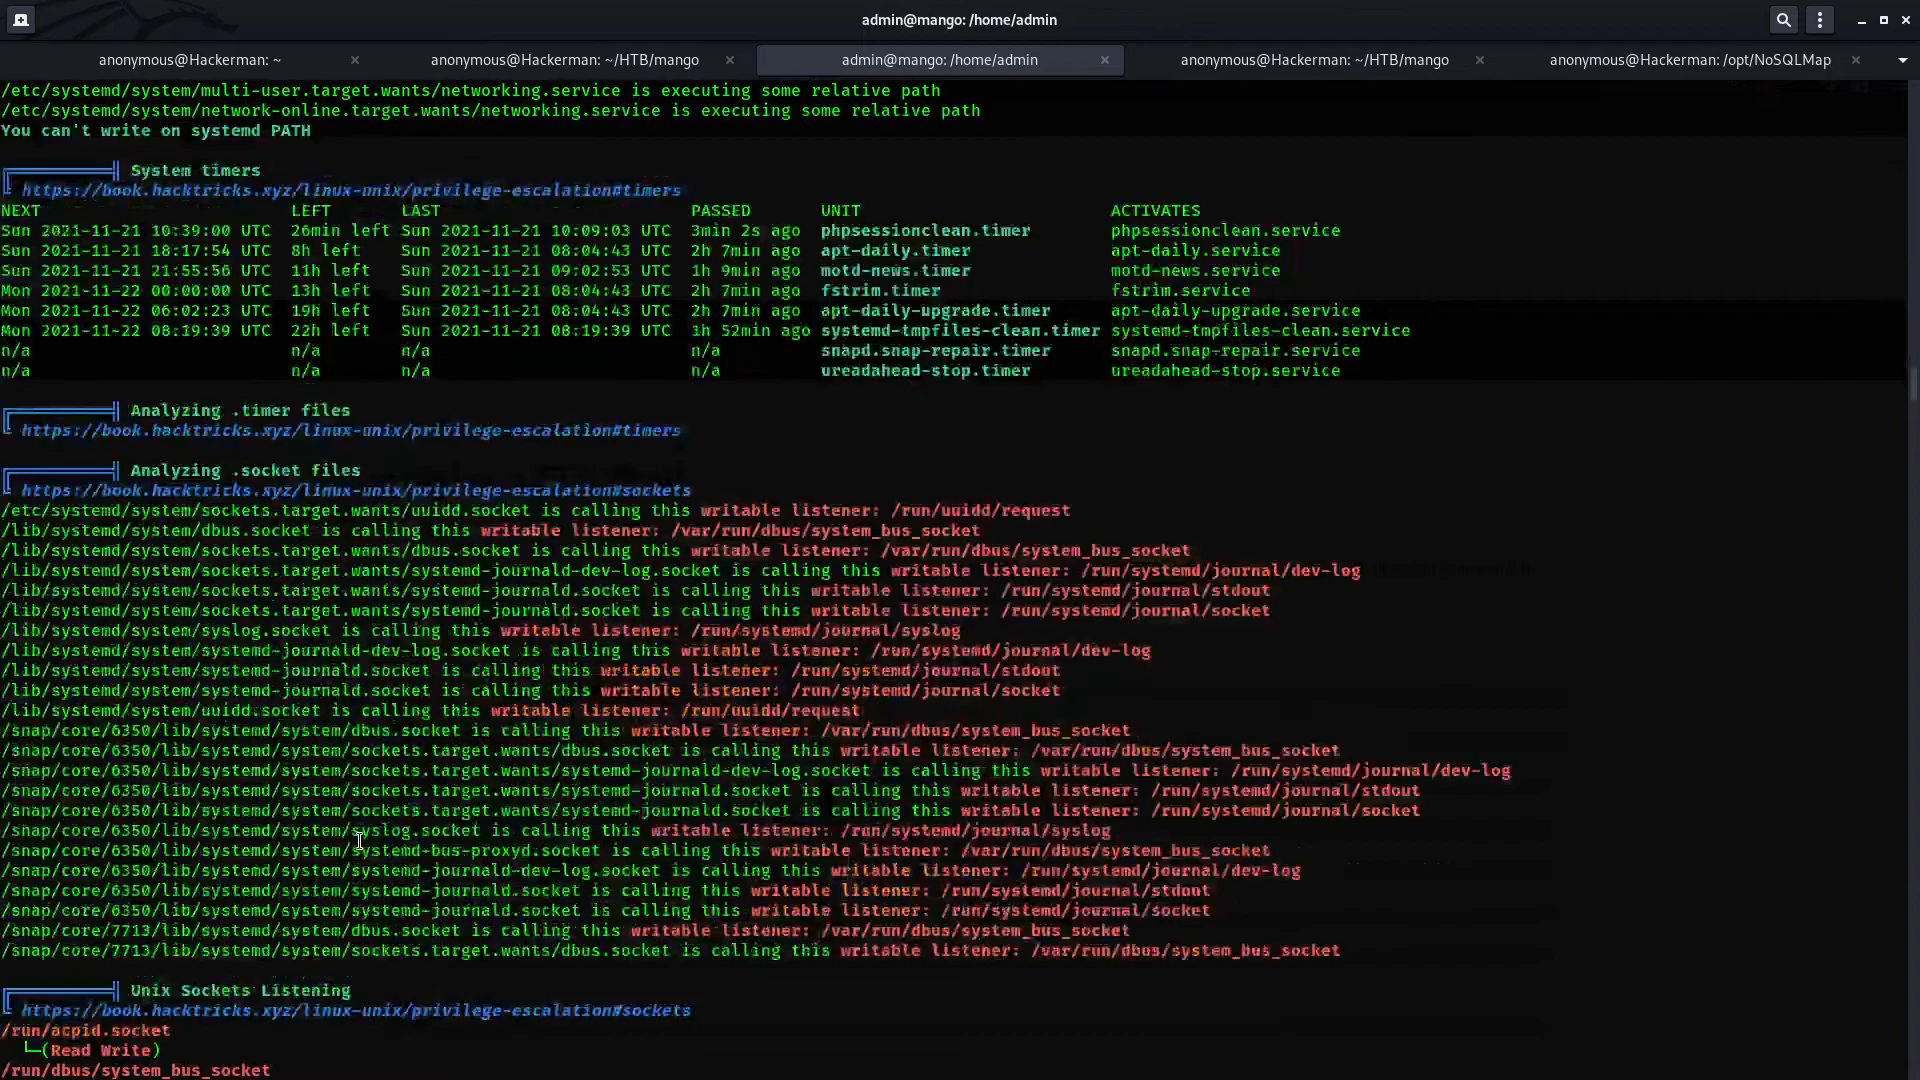 admin@mango: /home/admin
anonymous@Hackerman: ~ anonymous@Hackerman: ~/HTB/mango admin@mango: /home/admin anonymous@Hackerman: ~/HTB/mango anonymous@Hackerman: /opt/NoSQLMap
/etc/systemd/system/multi-user.target.wants/networking.service is executing some relative path
/etc/systemd/system/network-online.target.wants/networking.service is executing some relative path
You can't write on systemd PATH
System timers
https://book.hacktricks.xyz/linux-unix/privilege-escalation#timers
NEXT LEFT LAST PASSED UNIT ACTIVATES
Sun 2021-11-21 10:39:00 UTC 26min left Sun 2021-11-21 10:09:03 UTC 3min 2s ago phpsessionclean.timer phpsessionclean.service
Sun 2021-11-21 18:17:54 UTC 8h left Sun 2021-11-21 08:04:43 UTC 2h 7min ago apt-daily.timer apt-daily.service
Sun 2021-11-21 21:55:56 UTC 11h left Sun 2021-11-21 09:02:53 UTC 1h 9min ago motd-news.timer motd-news.service
Mon 2021-11-22 00:00:00 UTC 13h left Sun 2021-11-21 08:04:43 UTC 2h 7min ago fstrim.timer fstrim.service
Mon 2021-11-22 06:02:23 UTC 19h left Sun 2021-11-21 08:04:43 UTC 2h 7min ago apt-daily-upgrade.timer apt-daily-upgrade.service
Mon 2021-11-22 08:19:39 UTC 22h left Sun 2021-11-21 08:19:39 UTC 1h 52min ago systemd-tmpfiles-clean.timer systemd-tmpfiles-clean.service
n/a n/a n/a n/a snapd.snap-repair.timer snapd.snap-repair.service
n/a n/a n/a n/a ureadahead-stop.timer ureadahead-stop.service
Analyzing .timer files
https://book.hacktricks.xyz/linux-unix/privilege-escalation#timers
Analyzing .socket files
https://book.hacktricks.xyz/linux-unix/privilege-escalation#sockets
/etc/systemd/system/sockets.target.wants/uuidd.socket is calling this writable listener: /run/uuidd/request
/lib/systemd/system/dbus.socket is calling this writable listener: /var/run/dbus/system_bus_socket
/lib/systemd/system/sockets.target.wants/dbus.socket is calling this writable listener: /var/run/dbus/system_bus_socket
/lib/systemd/system/sockets.target.wants/systemd-journald-dev-log.socket is calling this writable listener: /run/systemd/journal/dev-log
/lib/systemd/system/sockets.target.wants/systemd-journald.socket is calling this writable listener: /run/systemd/journal/stdout
/lib/systemd/system/sockets.target.wants/systemd-journald.socket is calling this writable listener: /run/systemd/journal/socket
/lib/systemd/system/syslog.socket is calling this writable listener: /run/systemd/journal/syslog
/lib/systemd/system/systemd-journald-dev-log.socket is calling this writable listener: /run/systemd/journal/dev-log
/lib/systemd/system/systemd-journald.socket is calling this writable listener: /run/systemd/journal/stdout
/lib/systemd/system/systemd-journald.socket is calling this writable listener: /run/systemd/journal/socket
/lib/systemd/system/uuidd.socket is calling this writable listener: /run/uuidd/request
/snap/core/6350/lib/systemd/system/dbus.socket is calling this writable listener: /var/run/dbus/system_bus_socket
/snap/core/6350/lib/systemd/system/sockets.target.wants/dbus.socket is calling this writable listener: /var/run/dbus/system_bus_socket
/snap/core/6350/lib/systemd/system/sockets.target.wants/systemd-journald-dev-log.socket is calling this writable listener: /run/systemd/journal/dev-log
/snap/core/6350/lib/systemd/system/sockets.target.wants/systemd-journald.socket is calling this writable listener: /run/systemd/journal/stdout
/snap/core/6350/lib/systemd/system/sockets.target.wants/systemd-journald.socket is calling this writable listener: /run/systemd/journal/socket
/snap/core/6350/lib/systemd/system/syslog.socket is calling this writable listener: /run/systemd/journal/syslog
/snap/core/6350/lib/systemd/system/systemd-bus-proxyd.socket is calling this writable listener: /var/run/dbus/system_bus_socket
/snap/core/6350/lib/systemd/system/systemd-journald-dev-log.socket is calling this writable listener: /run/systemd/journal/dev-log
/snap/core/6350/lib/systemd/system/systemd-journald.socket is calling this writable listener: /run/systemd/journal/stdout
/snap/core/6350/lib/systemd/system/systemd-journald.socket is calling this writable listener: /run/systemd/journal/socket
/snap/core/7713/lib/systemd/system/dbus.socket is calling this writable listener: /var/run/dbus/system_bus_socket
/snap/core/7713/lib/systemd/system/sockets.target.wants/dbus.socket is calling this writable listener: /var/run/dbus/system_bus_socket
Unix Sockets Listening
https://book.hacktricks.xyz/linux-unix/privilege-escalation#sockets
/run/acpid.socket
└─(Read Write)
/run/dbus/system_bus_socket